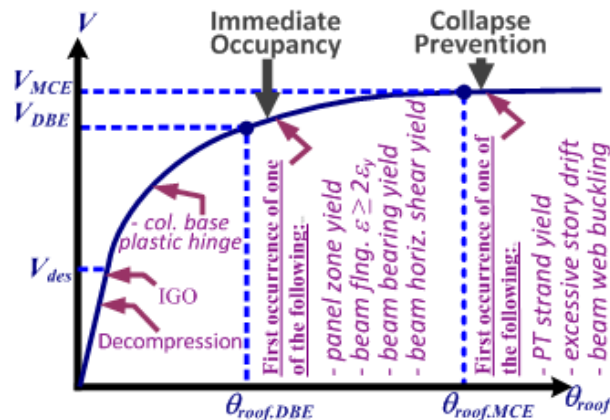 V
Immediate
Occupancy
Collapse
Prevention
V_MCE
V_DBE
V_des
- col. base
plastic hinge
IGO
Decompression
First occurrence of one
of the following:
- panel zone yield
- beam flng. ε ≥ 2ε_y
- beam bearing yield
- beam horiz. shear yield
First occurrence of one of
the following:
- PT strand yield
- excessive story drift
- beam web buckling
θ_roof.DBE
θ_roof.MCE
θ_roof